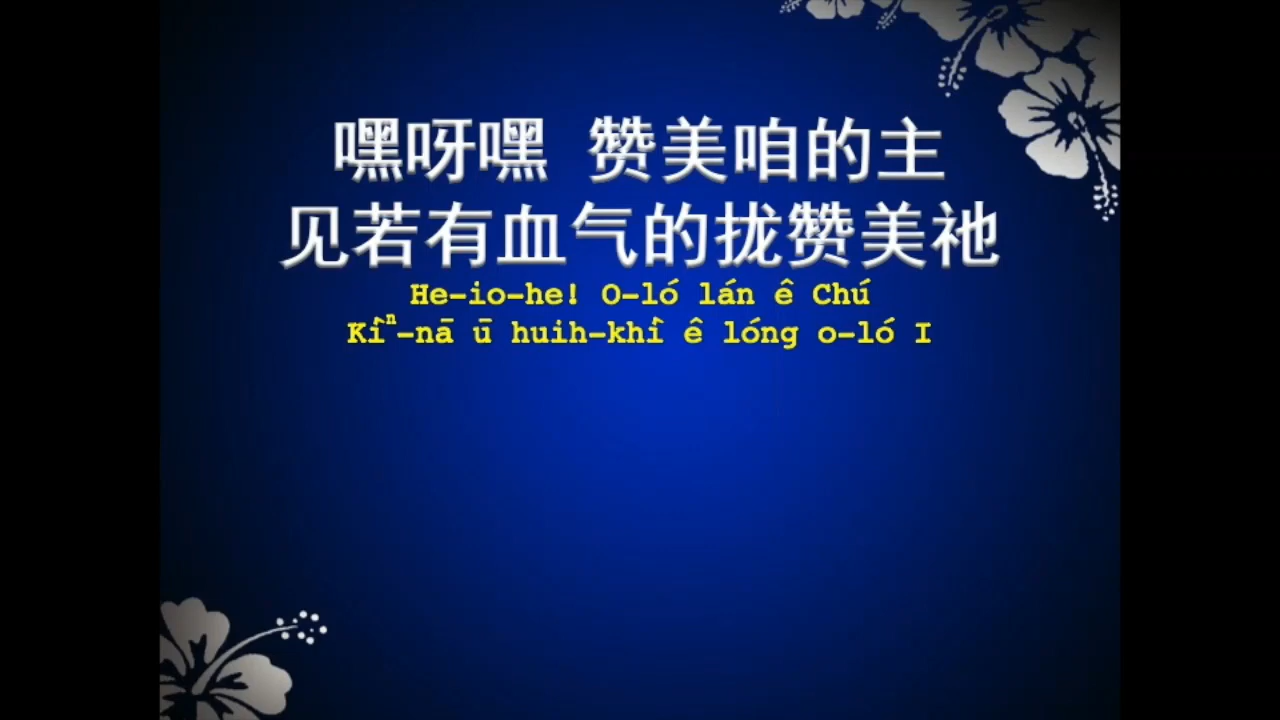 嘿呀嘿 赞美咱的主
见若有血气的拢赞美祂
He-io-he! O-ló lán ê Chú
Kìⁿ-nā ū huih-khì ê lóng o-ló I